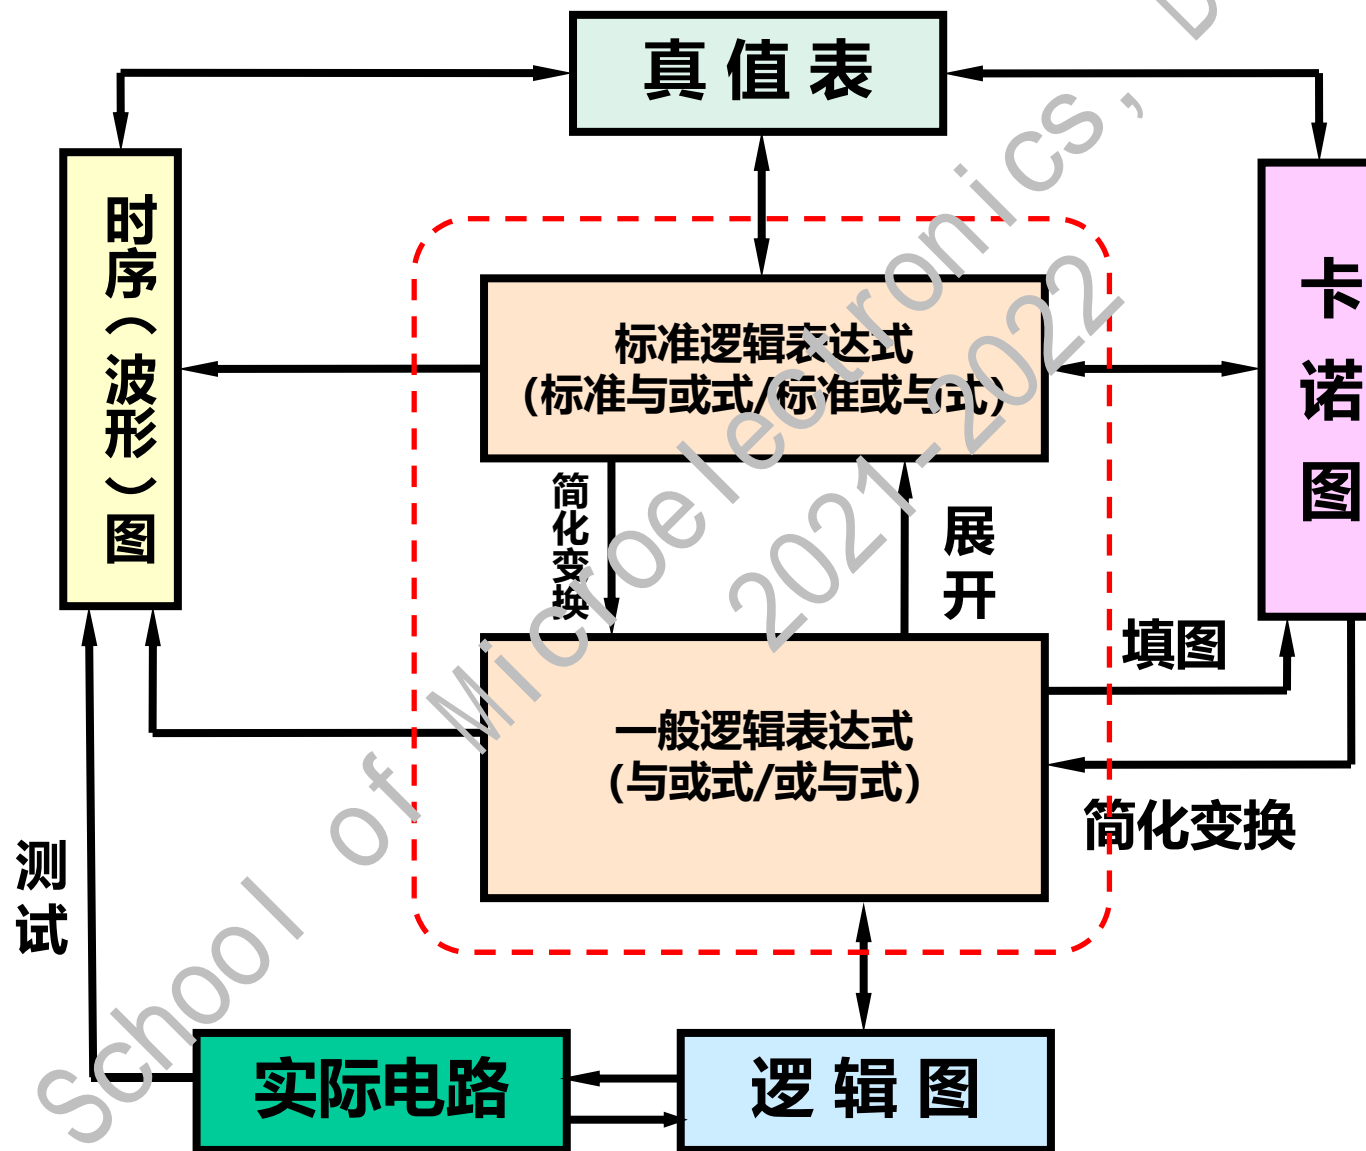 真值表
时序（波形）图
标准逻辑表达式
（标准与或式/标准或与式）
卡诺图
简化变换
展开
填图
一般逻辑表达式
（与或式/或与式）
简化变换
测试
实际电路
逻辑图
School of Microelectronics,
2021-2022